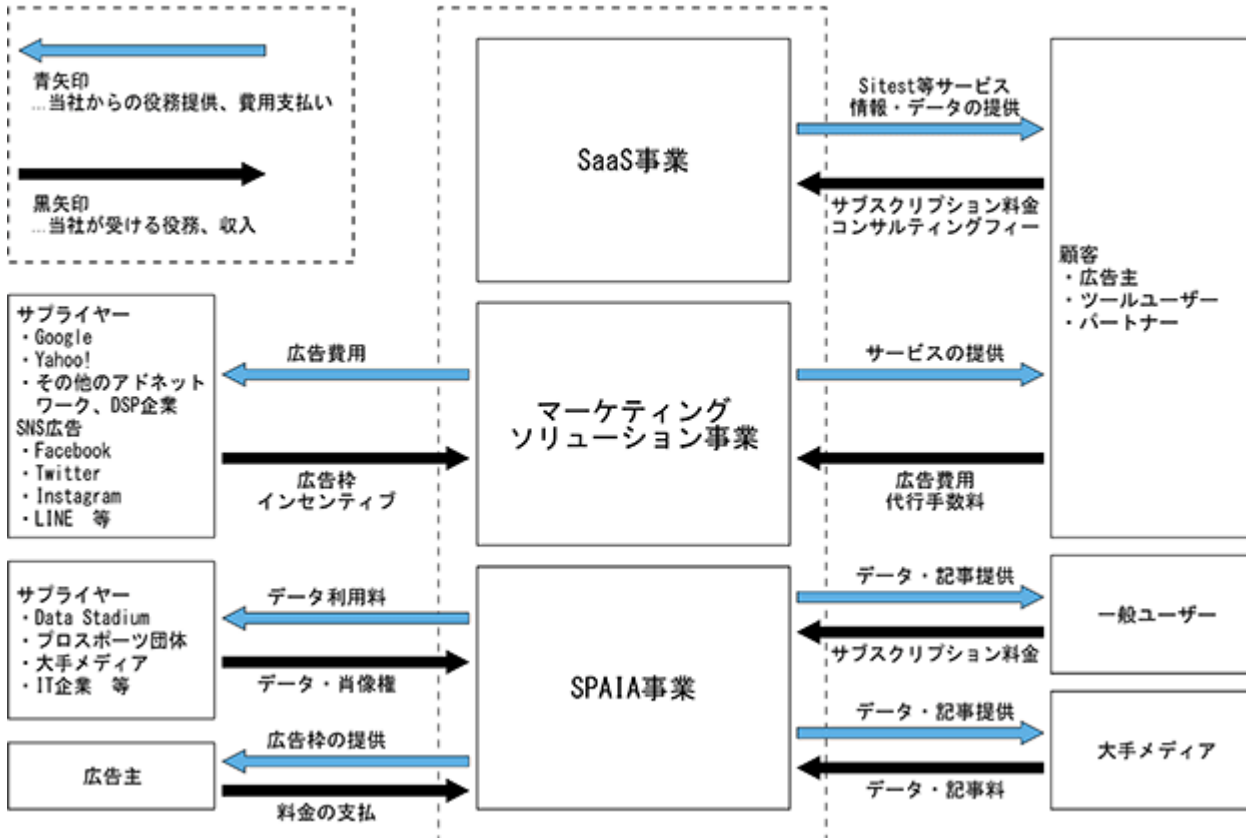 青矢印
…当社からの役務提供、費用支払い
黒矢印
…当社が受ける役務、収入
SaaS事業
Sitest等サービス
情報・データの提供
サブスクリプション料金
コンサルティングフィー
顧客
・広告主
・ツールユーザー
・パートナー
サプライヤー
・Google
・Yahoo!
・その他のアドネット
ワーク、DSP企業
SNS広告
・Facebook
・Twitter
・Instagram
・LINE 等
広告費用
広告枠
インセンティブ
マーケティング
ソリューション事業
サービスの提供
広告費用
代行手数料
サプライヤー
・Data Stadium
・プロスポーツ団体
・大手メディア
・IT企業 等
データ利用料
データ・肖像権
SPAIA事業
データ・記事提供
サブスクリプション料金
一般ユーザー
広告主
広告枠の提供
料金の支払
データ・記事提供
データ・記事料
大手メディア